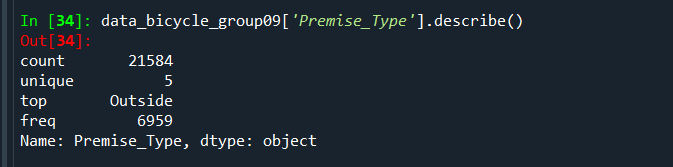 In [34]: data_bicycle_group09['Premise_Type'].describe()
Out[34]:
count 21584
unique 5
top Outside
freq 6959
Name: Premise_Type, dtype: object